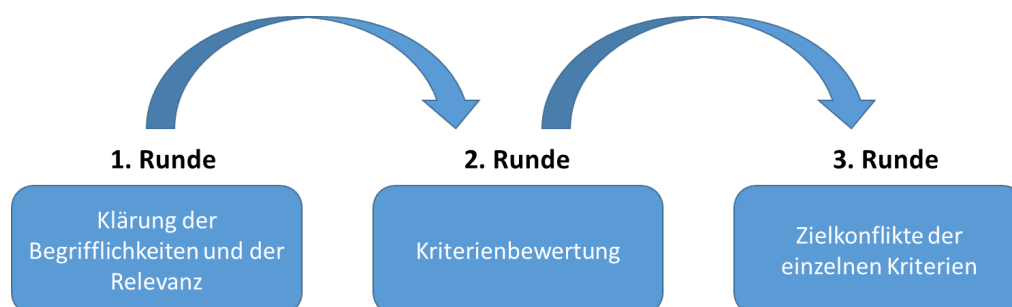 1. Runde
2. Runde
3. Runde
Klärung der
Begrifflichkeiten und der
Relevanz
Kriterienbewertung
Zielkonflikte der
einzelnen Kriterien